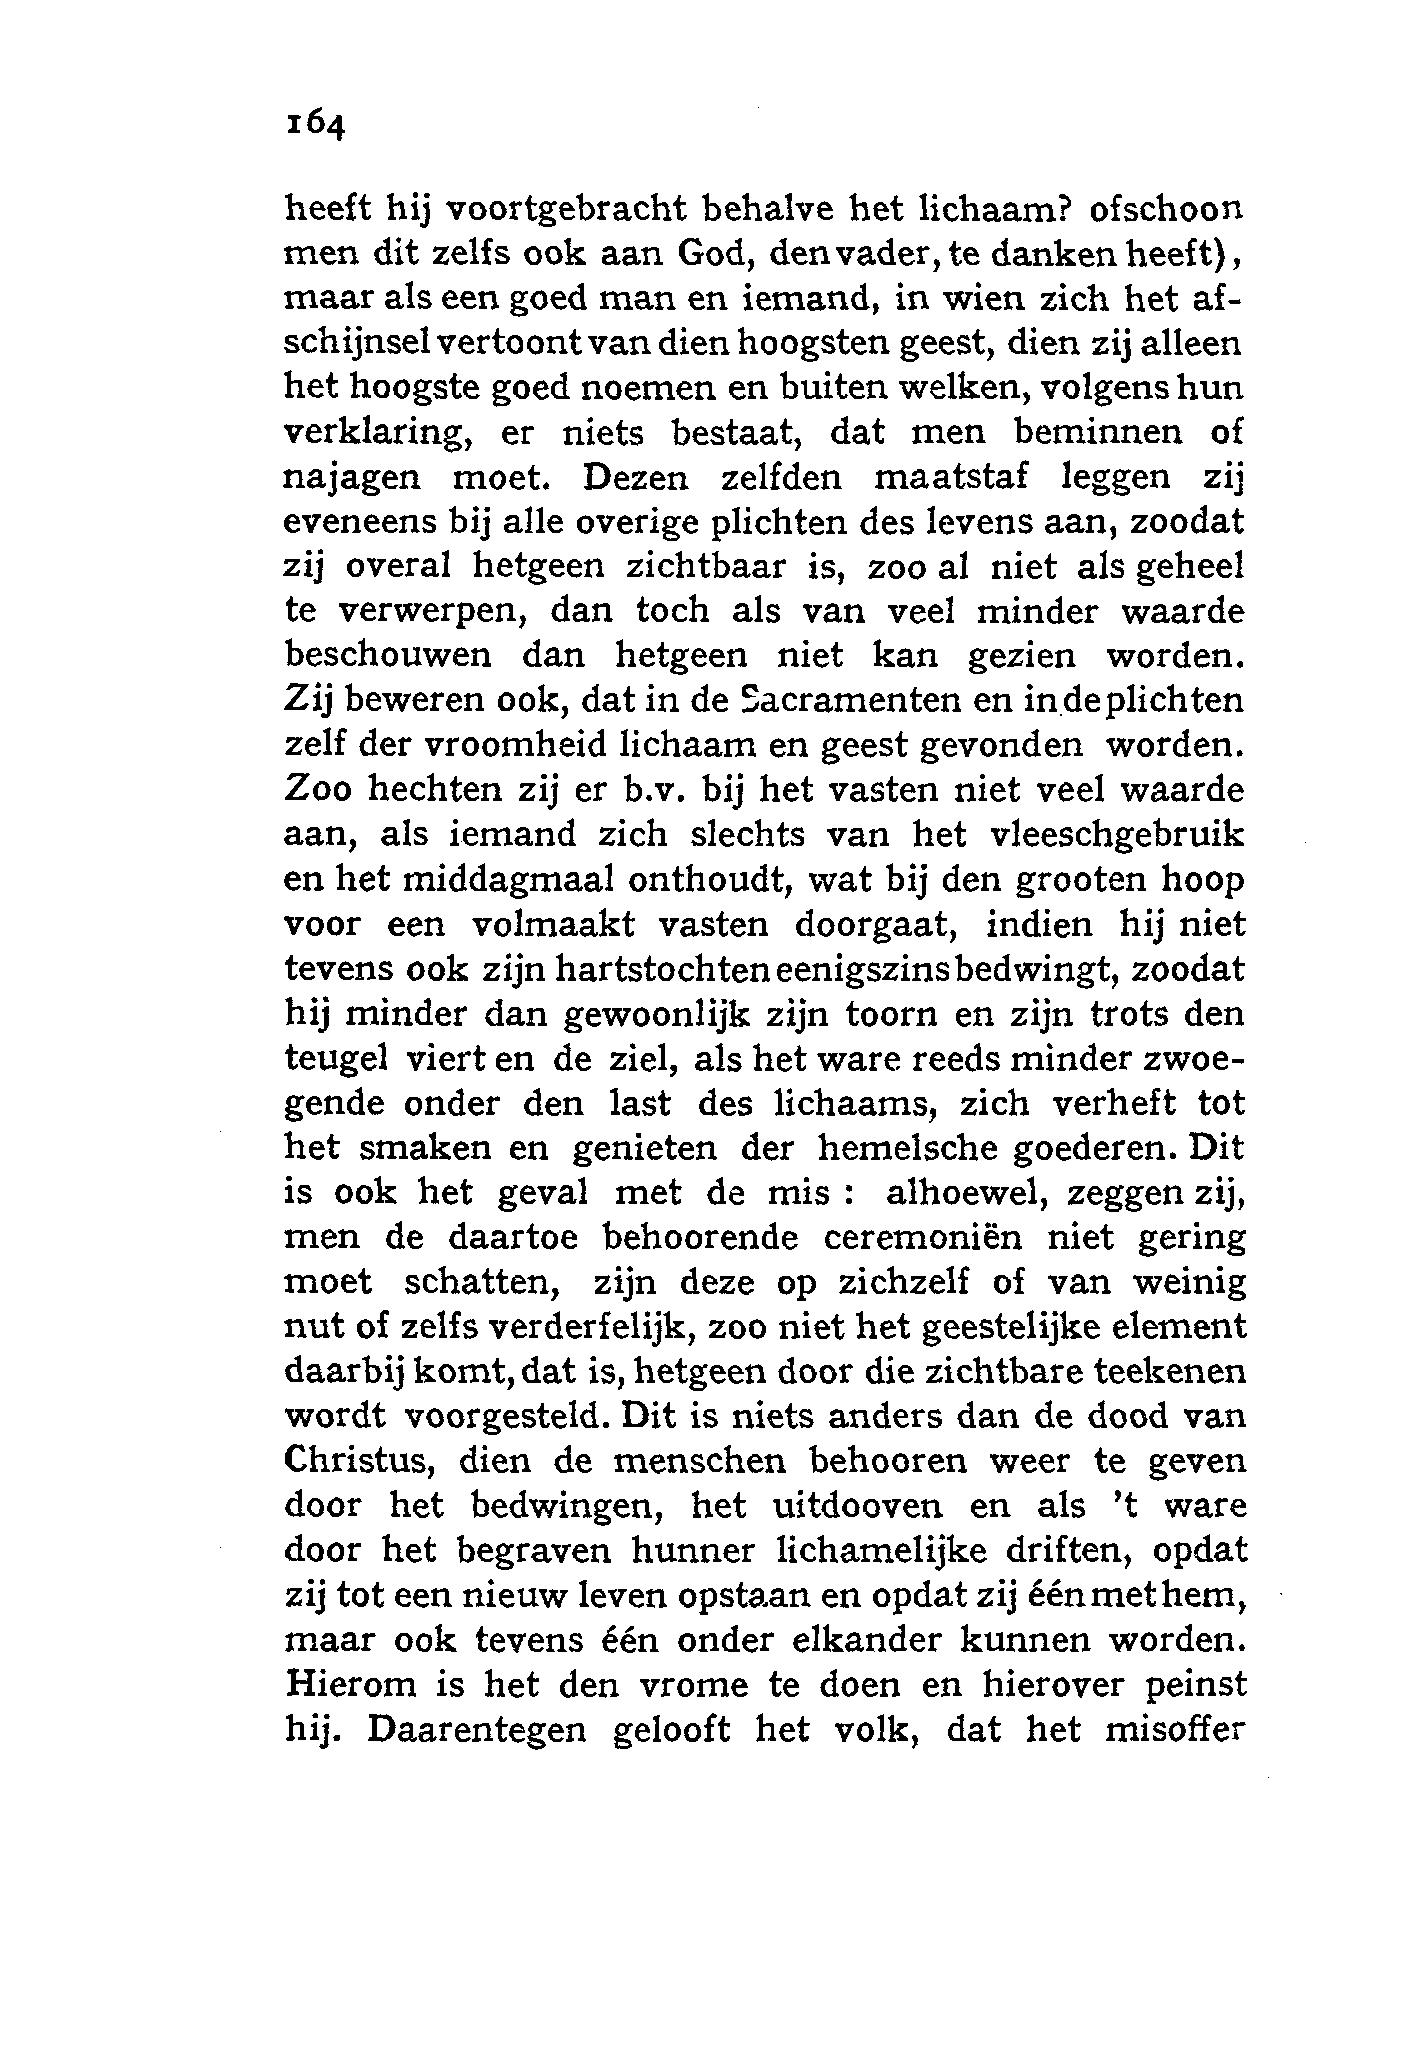 164
heeft hij voortgebracht behalve het lichaam? ofschoon
men dit zelfs ook aan God, den vader, te danken heeft),
maar als een goed man en iemand, in wien zich het af-
schijnsel vertoont van dien hoogsten geest, dien zij alleen
het hoogste goed noemen en buiten welken, volgens hun
verklaring, er niets bestaat, dat men beminnen of
najagen moet. Dezen zelfden maatstaf leggen zij
eveneens bij alle overige plichten des levens aan, zoodat
zij overal hetgeen zichtbaar is, zoo al niet als geheel
te verwerpen, dan toch als van veel minder waarde
beschouwen dan hetgeen niet kan gezien worden.
Zij beweren ook, dat in de Sacramenten en in de plichten
zelf der vroomheid lichaam en geest gevonden worden.
Zoo hechten zij er b.v. bij het vasten niet veel waarde
aan, als iemand zich slechts van het vleeschgebruik
en het middagmaal onthoudt, wat bij den grooten hoop
voor een volmaakt vasten doorgaat, indien hij niet
tevens ook zijn hartstochten eenigszins bedwingt, zoodat
hij minder dan gewoonlijk zijn toorn en zijn trots den
teugel viert en de ziel, als het ware reeds minder zwoe-
gende onder den last des lichaams, zich verheft tot
het smaken en genieten der hemelsche goederen. Dit
is ook het geval met de mis : alhoewel, zeggen zij,
men de daartoe behoorende ceremoniën niet gering
moet schatten, zijn deze op zichzelf of van weinig
nut of zelfs verderfelijk, zoo niet het geestelijke element
daarbij komt, dat is, hetgeen door die zichtbare teekenen
wordt voorgesteld. Dit is niets anders dan de dood van
Christus, dien de menschen behooren weer te geven
door het bedwingen, het uitdooven en als 't ware
door het begraven hunner lichamelijke driften, opdat
zij tot een nieuw leven opstaan en opdat zij één met hem,
maar ook tevens één onder elkander kunnen worden.
Hierom is het den vrome te doen en hierover peinst
hij. Daarentegen gelooft het volk, dat het misoffer